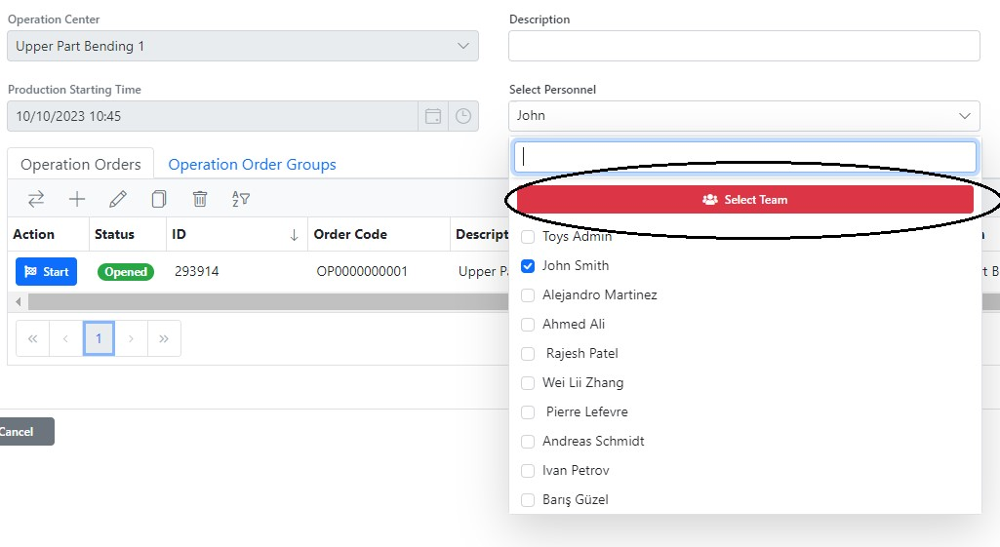 Operation Center
Description
Upper Part Bending 1
Production Starting Time
Select Personnel
10/10/2023 10:45
John
Operation Orders
Operation Order Groups
Select Team
Action
Status
ID
Order Code
Descript
Start
Opened
293914
OP0000000001
Upper Pa
t B
1
Cancel
Toys Admin
John Smith
Alejandro Martinez
Ahmed Ali
Rajesh Patel
Wei Lii Zhang
Pierre Lefevre
Andreas Schmidt
Ivan Petrov
Barış Güzel